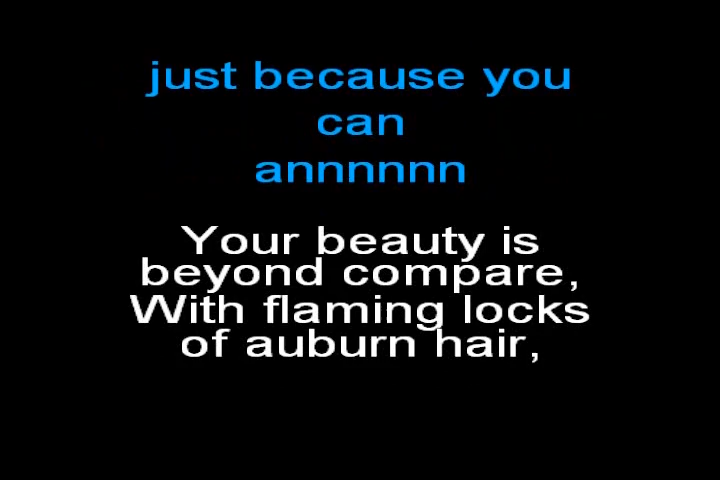 just because you
can
annnnnn
Your beauty is
beyond compare,
With flaming locks
of auburn hair,